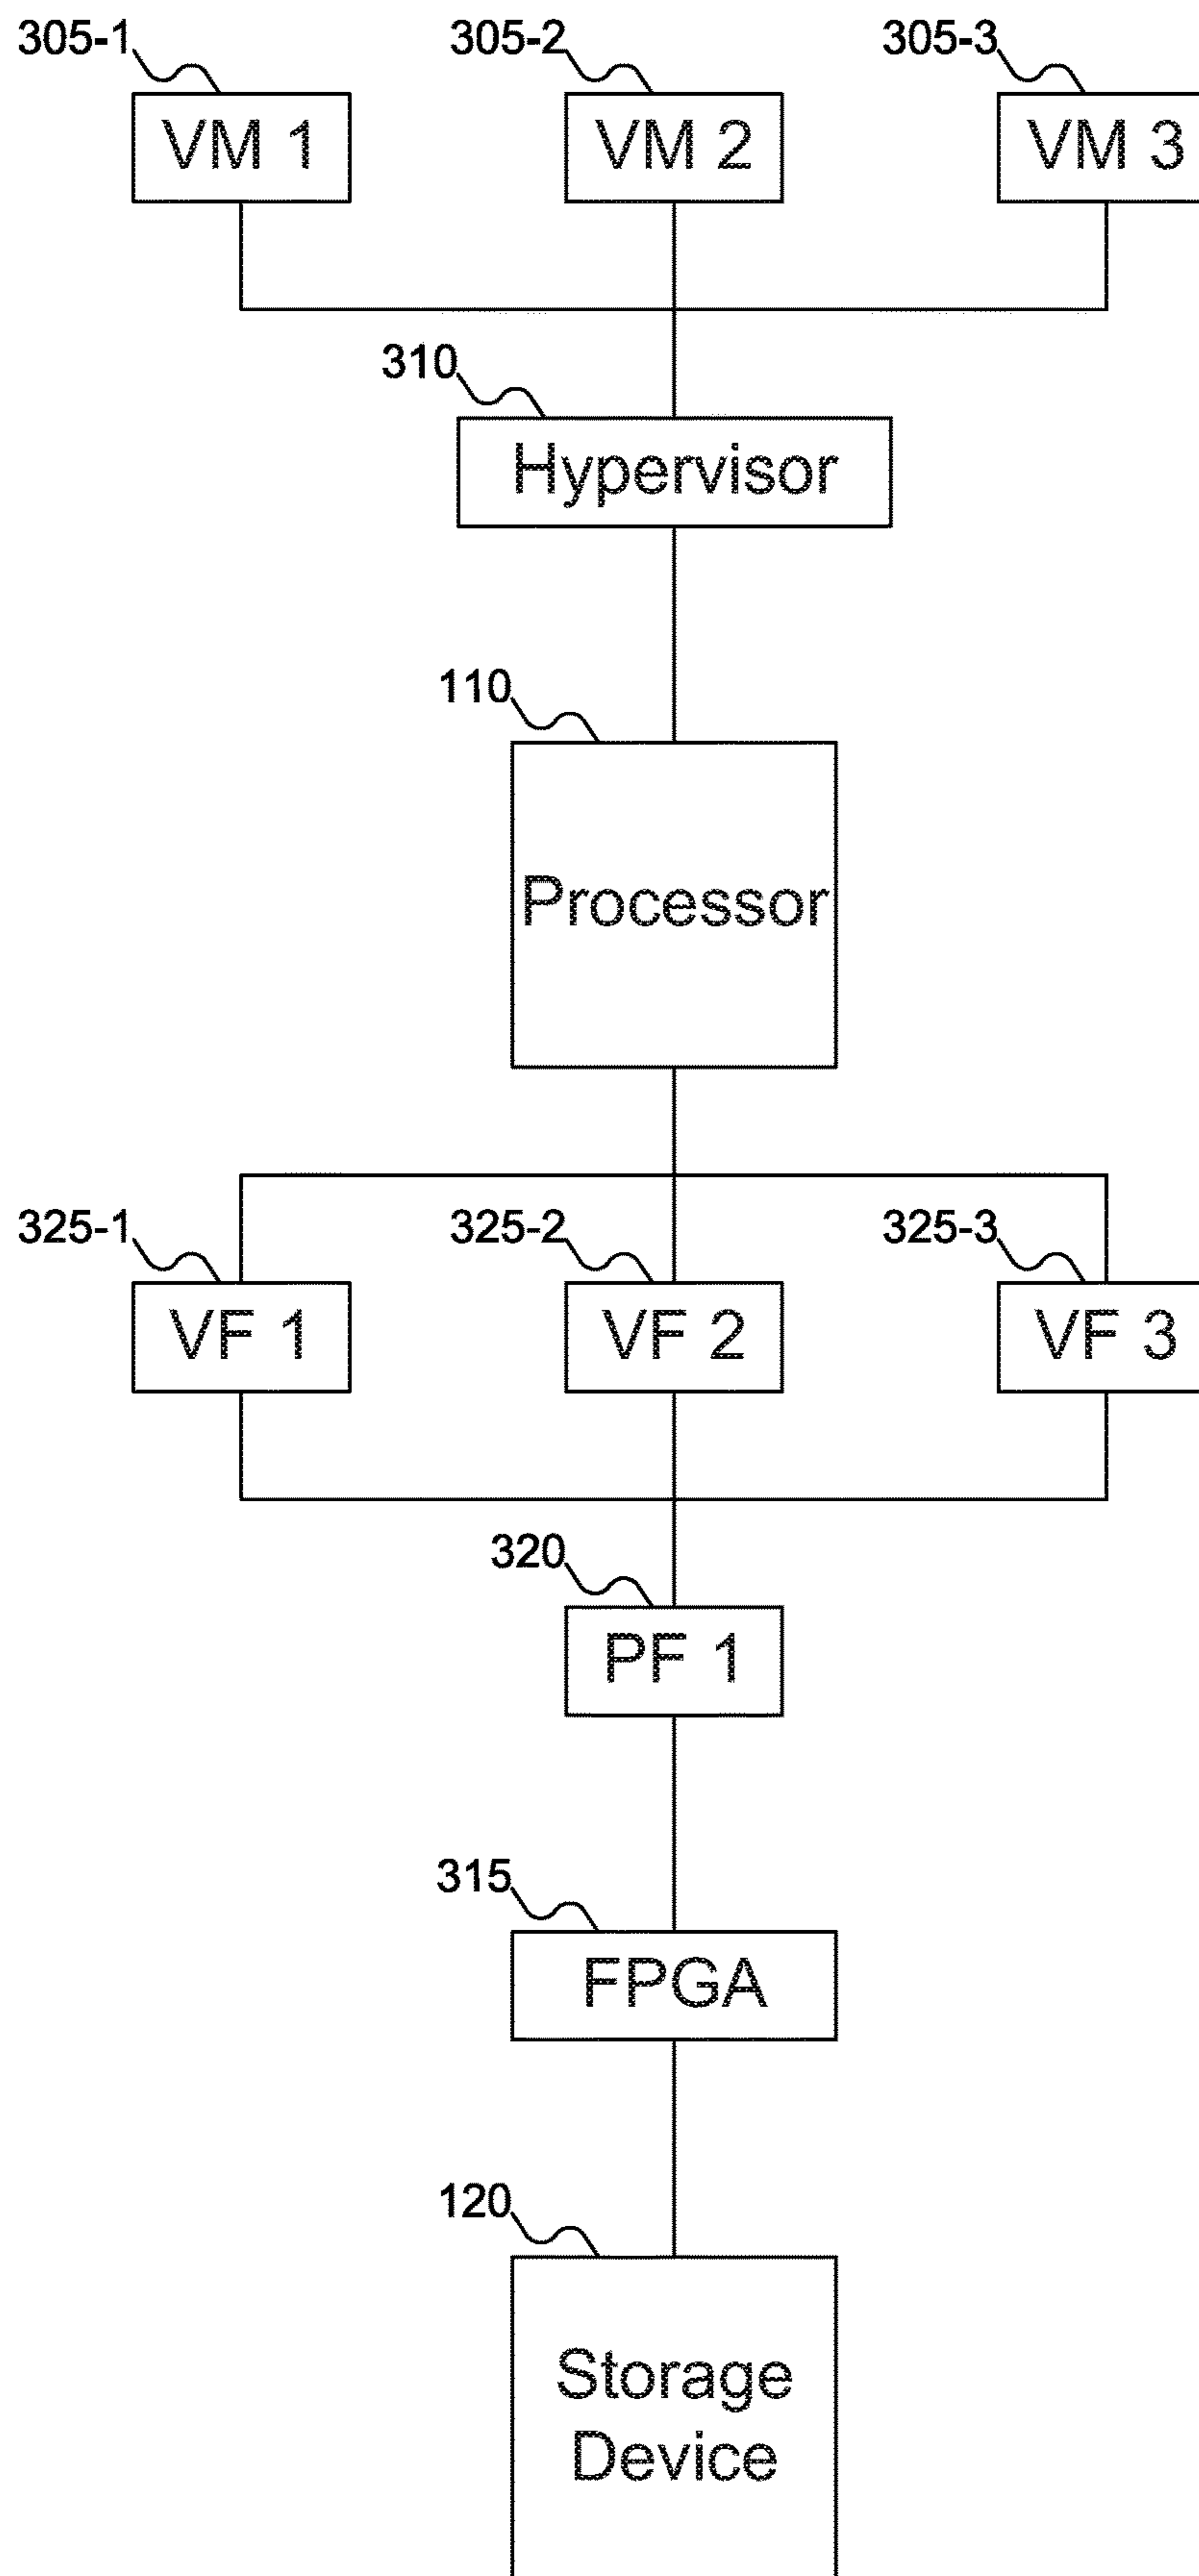 305-1 305-2 305-3
VM 1 VM 2 VM 3
310
Hypervisor
110
Processor
325-1 325-2 325-3
VF 1 VF 2 VF 3
320
PF 1
315
FPGA
120
Storage
Device